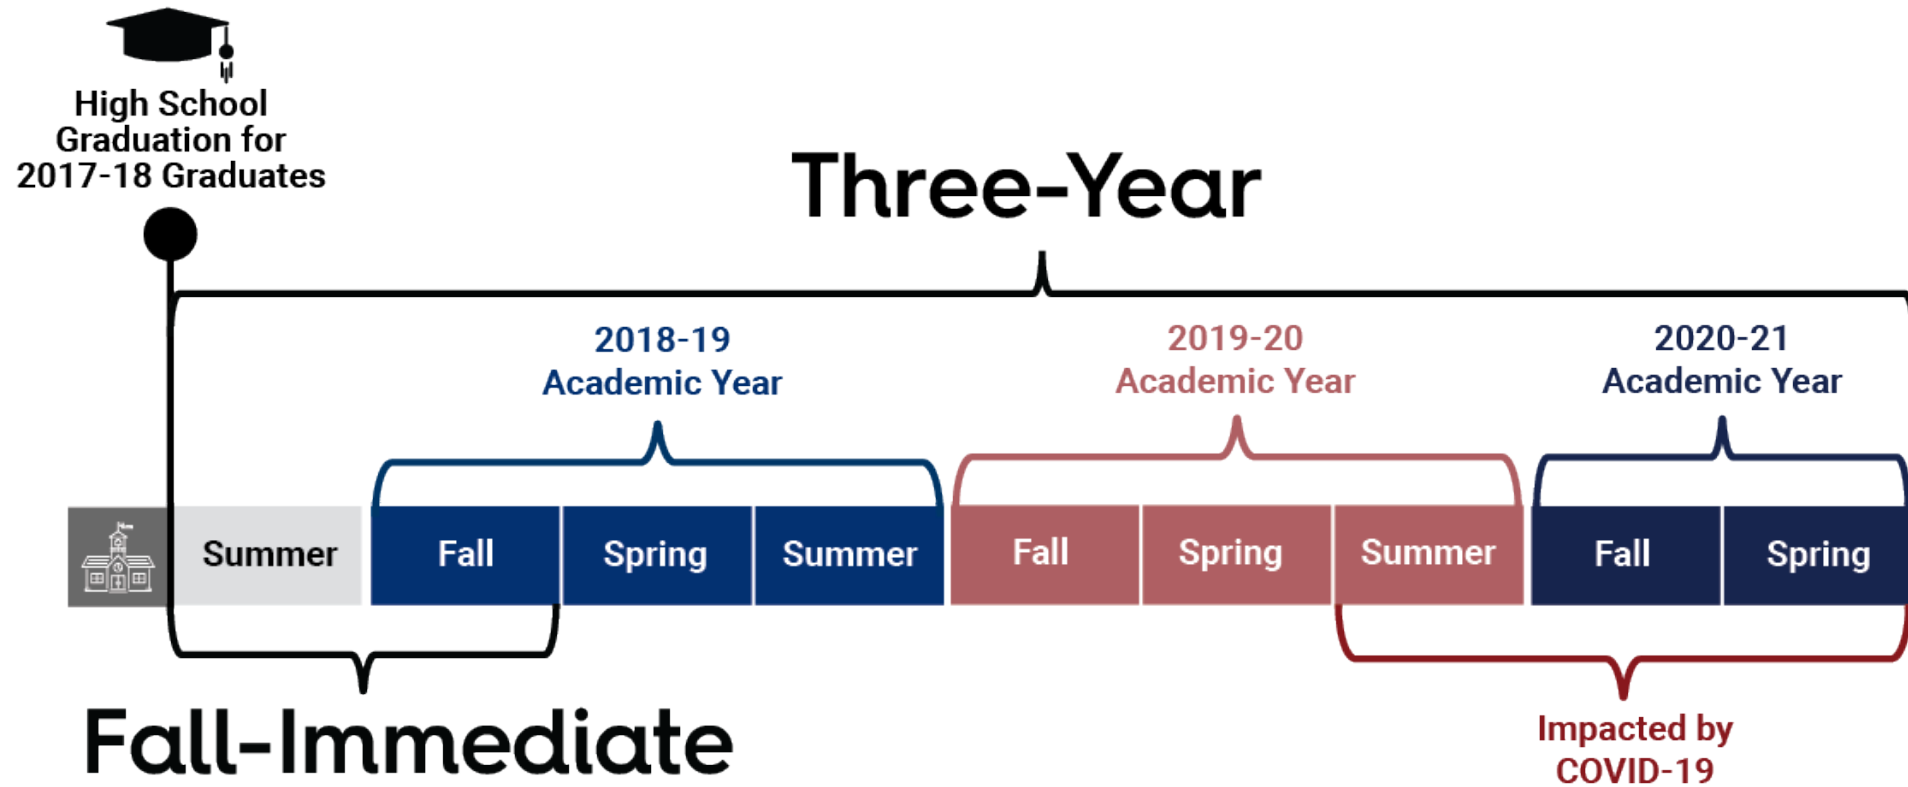 High School
Graduation for
2017-18 Graduates
Three-Year
2018-19
Academic Year
2019-20
Academic Year
2020-21
Academic Year
Summer
Fall
Spring
Summer
Fall
Spring
Summer
Fall
Spring
Fall-Immediate
Impacted by
COVID-19